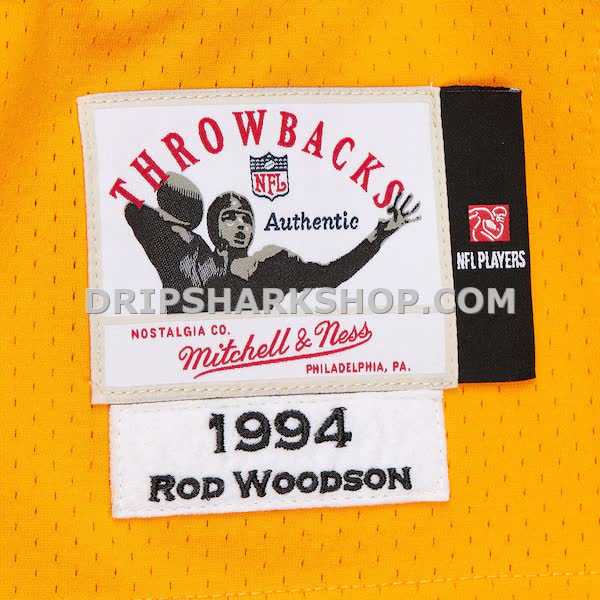 THROWBACKS
NFL
Authentic
NFL PLAYERS
DRIPSHARKSHOP.COM
NOSTALGIA CO.
Mitchell & Ness
PHILADELPHIA, PA.
1994
ROD WOODSON